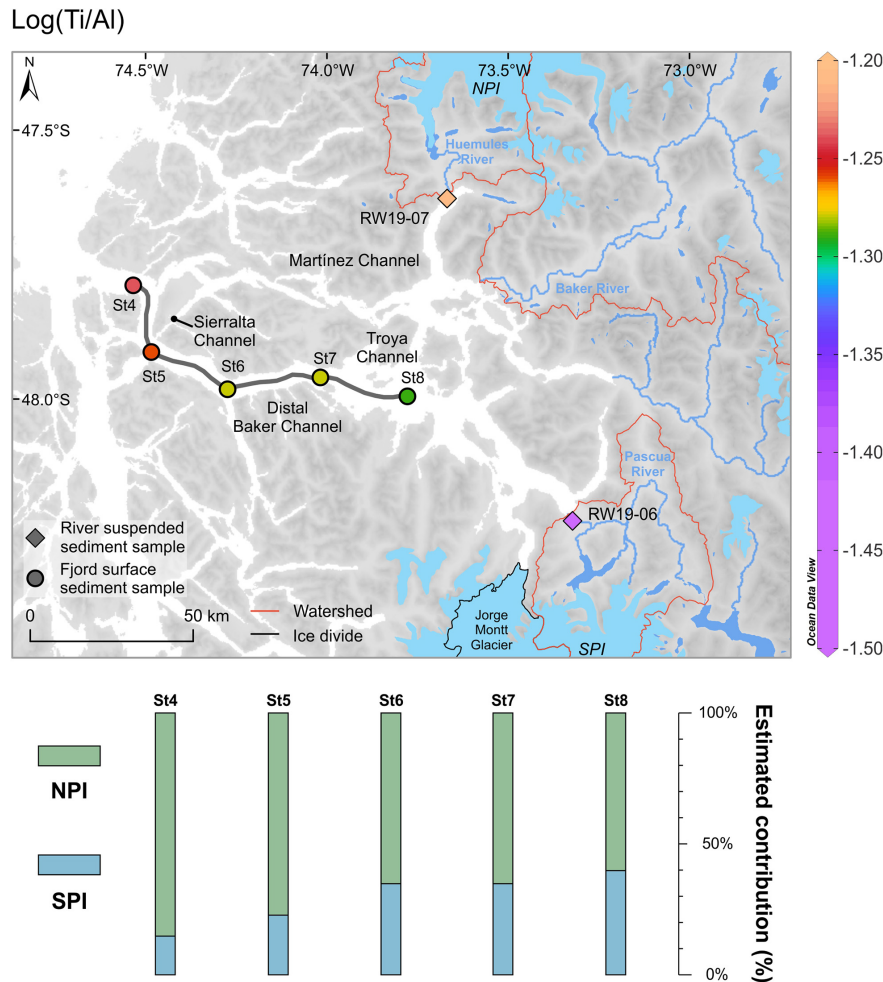 Log(Ti/Al)
N
74.5°W
74.0°W
73.5°W
73.0°W
NPI
47.5°S
48.0°S
Huemules
River
RW19-07
Martínez Channel
Baker River
St4
Sierralta
Channel
Troya
Channel
St5
St6
St7
St8
Distal
Baker Channel
Pascua
River
RW19-06
River suspended
sediment sample
Fjord surface
sediment sample
0
50 km
Watershed
Ice divide
Jorge
Montt
Glacier
SPI
Ocean Data View
-1.20
-1.25
-1.30
-1.35
-1.40
-1.45
-1.50
St4
St5
St6
St7
St8
NPI
SPI
100%
50%
0%
Estimated contribution (%)